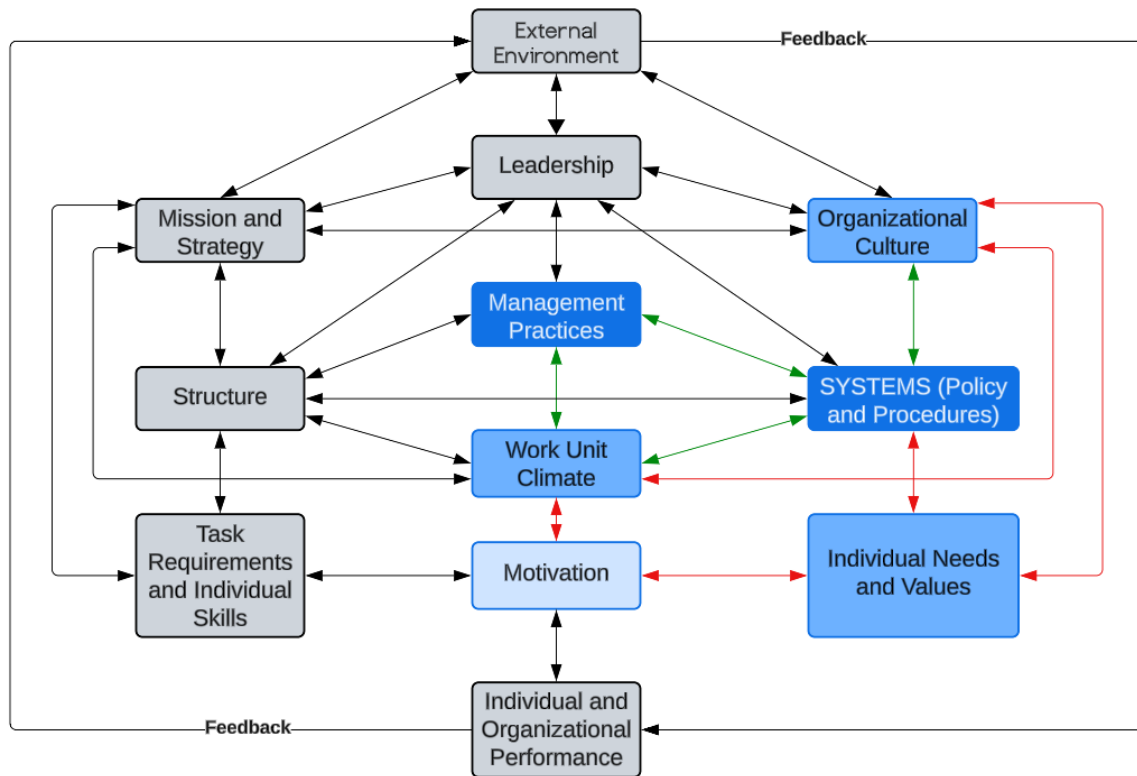 External
Environment
Feedback
Leadership
Mission and
Strategy
Organizational
Culture
Management
Practices
Structure
SYSTEMS (Policy
and Procedures)
Work Unit
Climate
Task
Requirements
and Individual
Skills
Motivation
Individual Needs
and Values
Feedback
Individual and
Organizational
Performance